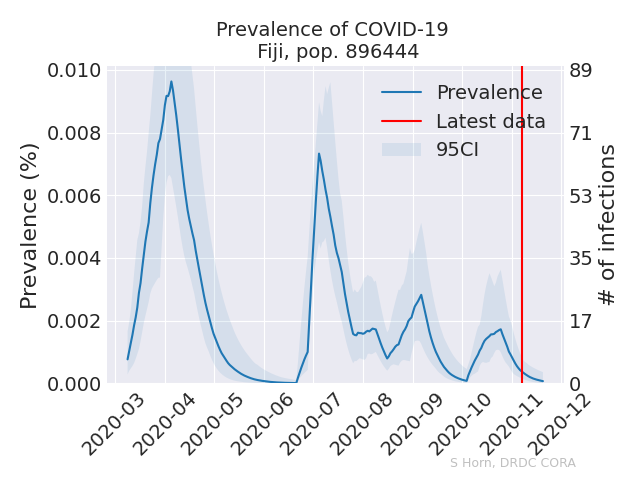 Prevalence of COVID-19
Fiji, pop. 896444
Prevalence (%)
0.010
0.008
0.006
0.004
0.002
0.000
Prevalence
Latest data
95CI
89
71
53
35
17
0
# of infections
2020-03
2020-04
2020-05
2020-06
2020-07
2020-08
2020-09
2020-10
2020-11
2020-12
S Horn, DRDC CORA